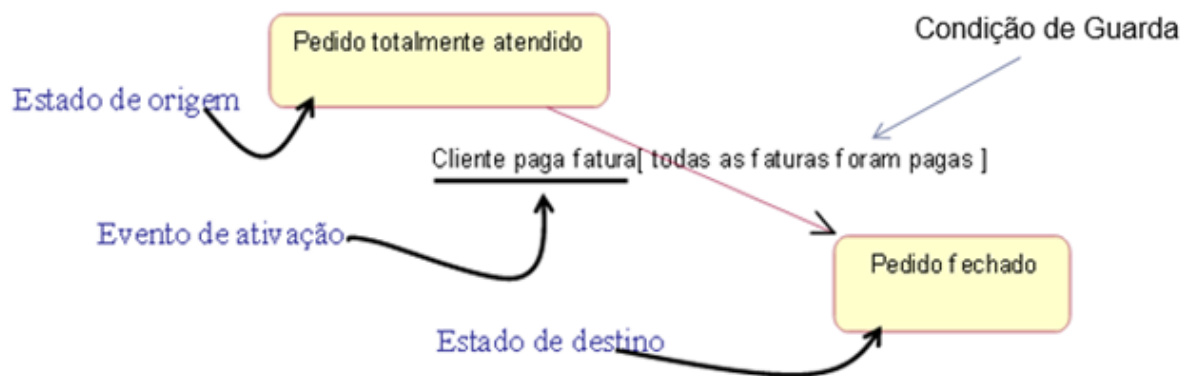 Condição de Guarda
Pedido totalmente atendido
Estado de origem
Cliente paga fatura[ todas as faturas foram pagas ]
Evento de ativação
Pedido fechado
Estado de destino